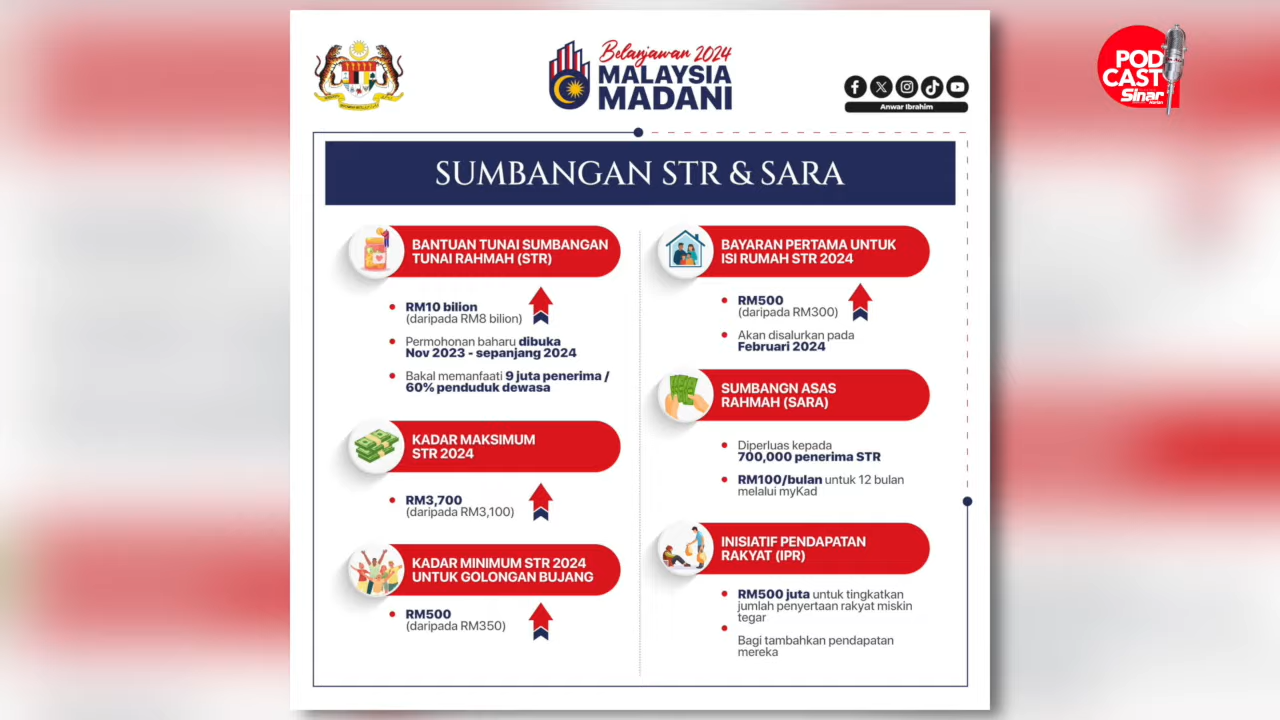 Belanjawan 2024
MALAYSIA
MADANI
Anwar Ibrahim
PODCAST
Sinar
SUMBANGAN STR & SARA
BANTUAN TUNAI SUMBANGAN
TUNAI RAHMAH (STR)
RM10 bilion
(daripada RM8 bilion)
Permohonan baharu dibuka
Nov 2023 - sepanjang 2024
Bakal memanfaati 9 juta penerima /
60% penduduk dewasa
KADAR MAKSIMUM
STR 2024
RM3,700
(daripada RM3,100)
KADAR MINIMUM STR 2024
UNTUK GOLONGAN BUJANG
RM500
(daripada RM350)
BAYARAN PERTAMA UNTUK
ISI RUMAH STR 2024
RM500
(daripada RM300)
Akan disalurkan pada
Februari 2024
SUMBANGN ASAS
RAHMAH (SARA)
Diperluas kepada
700,000 penerima STR
RM100/bulan untuk 12 bulan
melalui myKad
INISIATIF PENDAPATAN
RAKYAT (IPR)
RM500 juta untuk tingkatkan
jumlah penyertaan rakyat miskin
tegar
Bagi tambahkan pendapatan
mereka